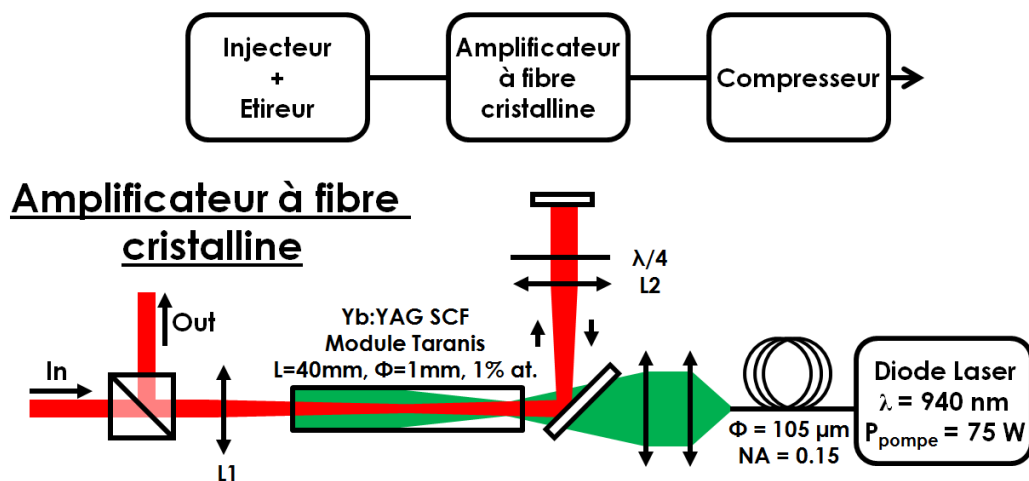 Injecteur
+
Etireur
Amplificateur
à fibre
cristalline
Compresseur
Amplificateur à fibre
cristalline
Out
In
L1
Yb:YAG SCF
Module Taranis
L=40mm, Φ=1mm, 1% at.
λ/4
L2
Φ = 105 µm
NA = 0.15
Diode Laser
λ = 940 nm
Ppompe = 75 W